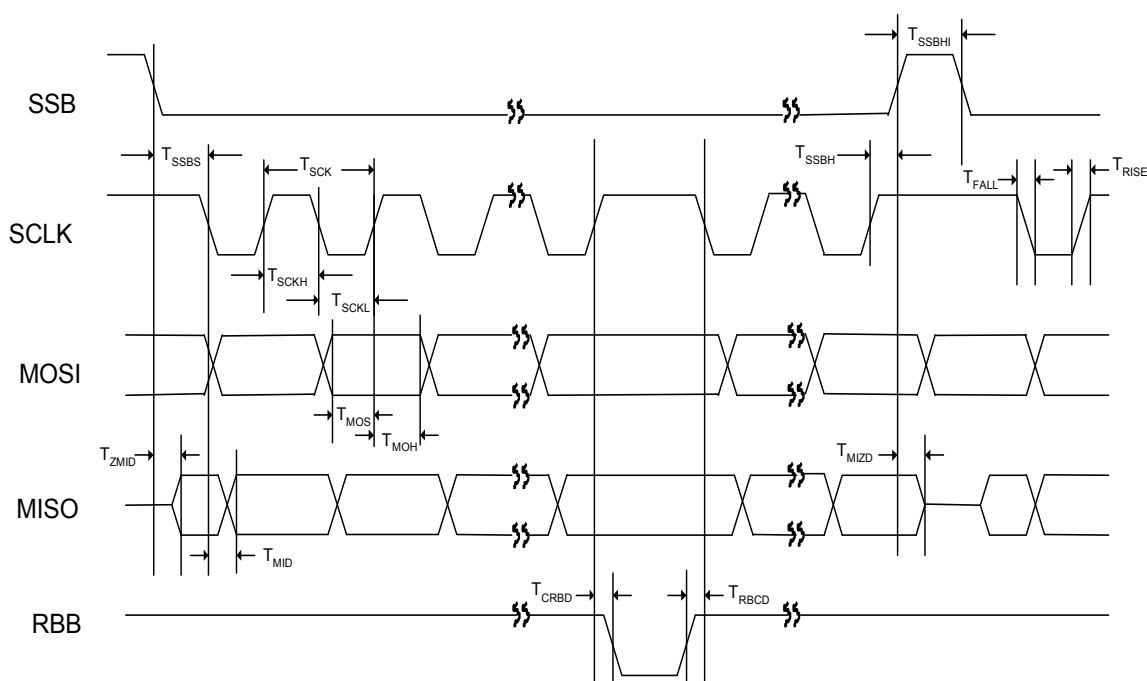 T_SSBHI
SSB
T_SSBS
T_SCK
T_SSBH
T_FALL
T_RISE
SCLK
T_SCKH
T_SCKL
MOSI
T_MOS
T_MOH
T_ZMID
T_MIZD
MISO
T_MID
T_CRBD
T_RBCD
RBB